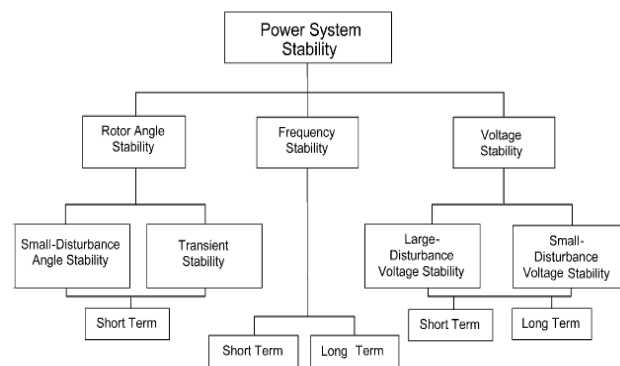 Power System
Stability
Rotor Angle
Stability
Frequency
Stability
Voltage
Stability
Small-Disturbance
Angle Stability
Transient
Stability
Large-
Disturbance
Voltage Stability
Small-
Disturbance
Voltage Stability
Short Term
Short Term
Long Term
Short Term
Long Term